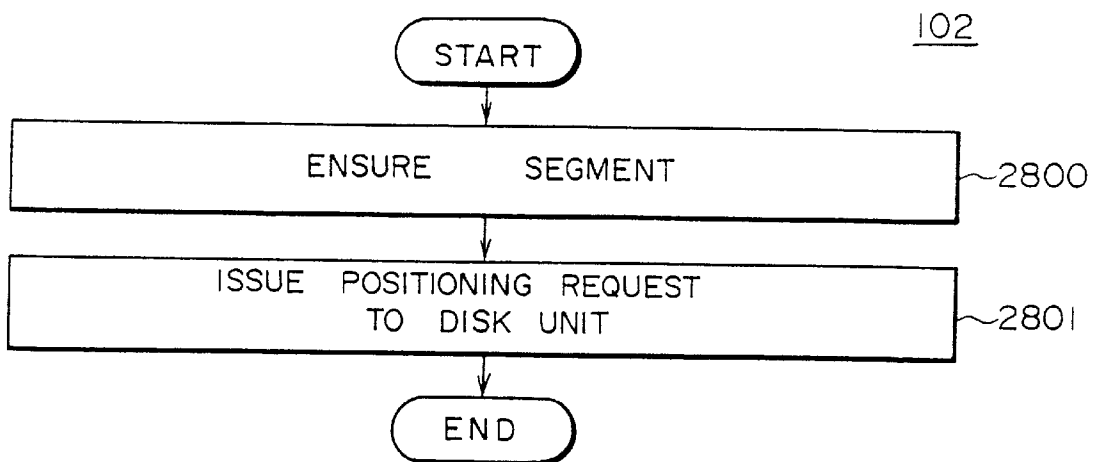 102
START
ENSURE SEGMENT
2800
ISSUE POSITIONING REQUEST
TO DISK UNIT
2801
END